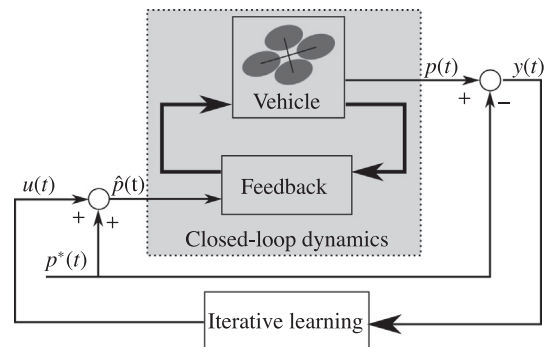 Vehicle
p(t)
y(t)
+
−
Feedback
u(t)
p̂(t)
+
+
Closed-loop dynamics
p*(t)
Iterative learning